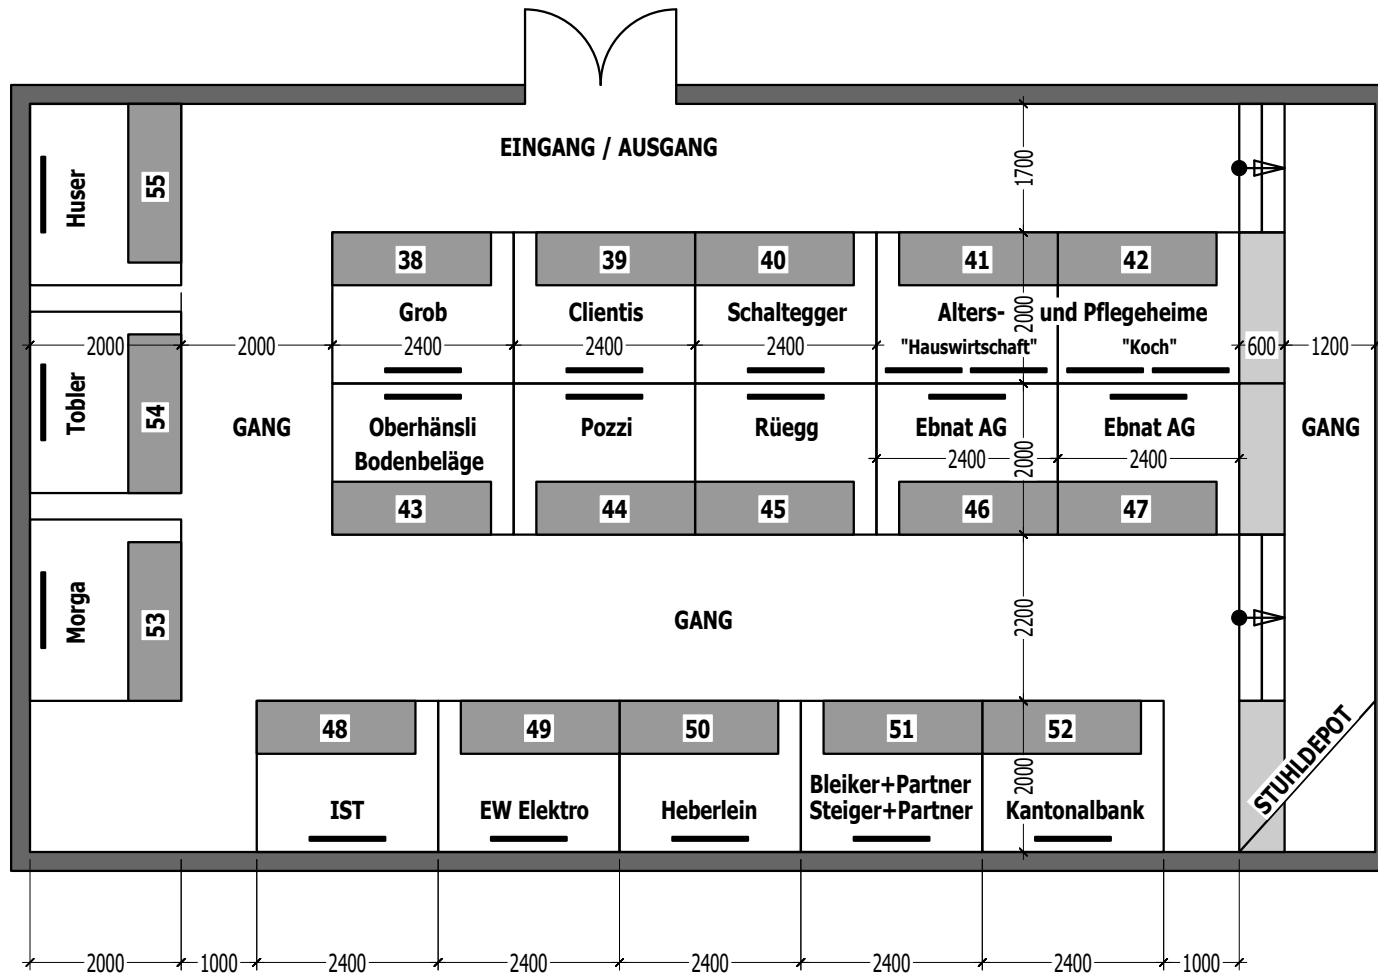 EINGANG / AUSGANG
1700
Huser
55
38
39
40
41
42
Grob
Clientis
Schaltegger
Alters- und Pflegeheime
2000
"Hauswirtschaft"
"Koch"
2000
2000
2400
2400
2400
600
1200
Tobler
54
GANG
Oberhänsli
Bodenbeläge
Pozzi
Rüegg
Ebnat AG
Ebnat AG
GANG
2400
2000
2400
43
44
45
46
47
Morga
53
GANG
2200
48
49
50
51
52
STUHLDEPOT
IST
EW Elektro
Heberlein
Bleiker+Partner
Steiger+Partner
2000
Kantonalbank
2000
1000
2400
2400
2400
2400
2400
1000